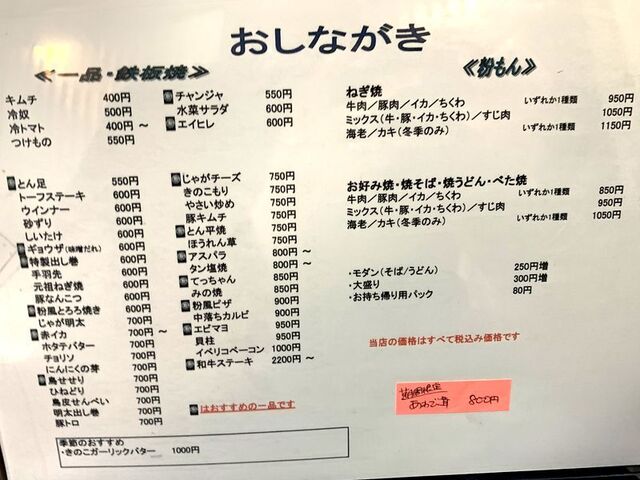 おしながき
≪一品・鉄板焼≫
キムチ 400円
冷奴 500円
冷トマト 400円 ～
つけもの 550円
チャンジャ 550円
水菜サラダ 600円
エイヒレ 600円
とん足 550円
トーフステーキ 600円
ウインナー 600円
砂ずり 600円
しいたけ 600円
ギョウザ(味噌だれ) 600円
特製出し巻 600円
手羽先 600円
元祖ねぎ焼 600円
豚なんこつ 600円
粉風とろろ焼き 600円
じゃが明太 700円
赤イカ 700円 ～
ホタテバター 700円
チョリソ 700円
にんにくの芽 700円
鳥せせり 700円
ひねどり 700円
鳥皮せんべい 700円
明太出し巻 700円
豚トロ 700円
じゃがチーズ 750円
きのこもり 750円
やさい炒め 750円
豚キムチ 750円
とん平焼 750円
ほうれん草 750円
アスパラ 800円 ～
タン塩焼 800円 ～
てっちゃん 850円
みの焼 850円
粉風ピザ 900円
中落ちカルビ 900円
エビマヨ 950円
貝柱 950円
イベリコベーコン 1000円
和牛ステーキ 2200円 ～
はおすすめの一品です
季節のおすすめ
・きのこガーリックバター 1000円
《粉もん》
ねぎ焼
牛肉／豚肉／イカ／ちくわ いずれか1種類 950円
ミックス(牛・豚・イカ・ちくわ)／すじ肉 1050円
海老／カキ(冬季のみ) いずれか1種類 1150円
お好み焼・焼そば・焼うどん・べた焼
牛肉／豚肉／イカ／ちくわ いずれか1種類 850円
ミックス(牛・豚・イカ・ちくわ)／すじ肉 950円
海老／カキ(冬季のみ) いずれか1種類 1050円
・モダン(そば/うどん) 250円増
・大盛り 300円増
・お持ち帰り用パック 80円
当店の価格はすべて税込み価格です
800円